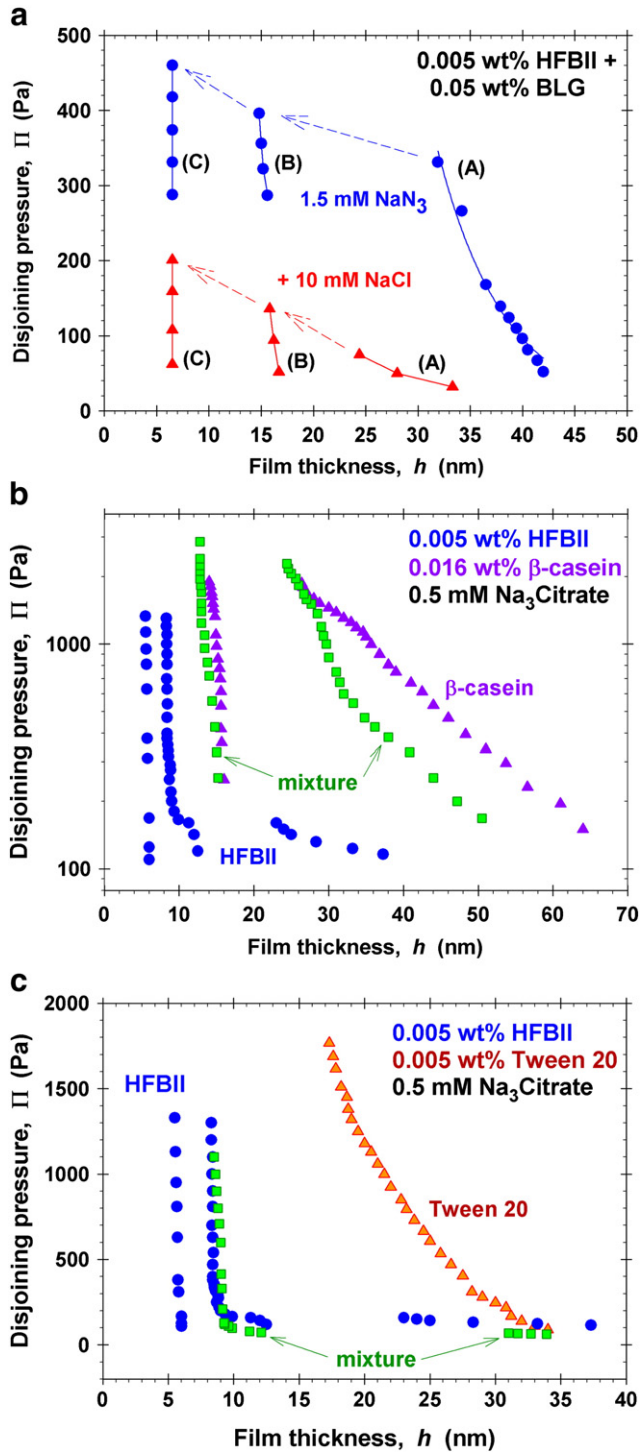 a
500
400
300
200
100
0
Disjoining pressure, Π (Pa)
0.005 wt% HFBII +
0.05 wt% BLG
(C)
(B)
(A)
1.5 mM NaN₃
+ 10 mM NaCl
(C)
(B)
(A)
0 5 10 15 20 25 30 35 40 45 50
Film thickness, h (nm)
b
1000
100
Disjoining pressure, Π (Pa)
0.005 wt% HFBII
0.016 wt% β-casein
0.5 mM Na₃Citrate
β-casein
mixture
HFBII
0 10 20 30 40 50 60 70
Film thickness, h (nm)
c
2000
1500
1000
500
0
Disjoining pressure, Π (Pa)
HFBII
0.005 wt% HFBII
0.005 wt% Tween 20
0.5 mM Na₃Citrate
Tween 20
mixture
0 5 10 15 20 25 30 35 40
Film thickness, h (nm)